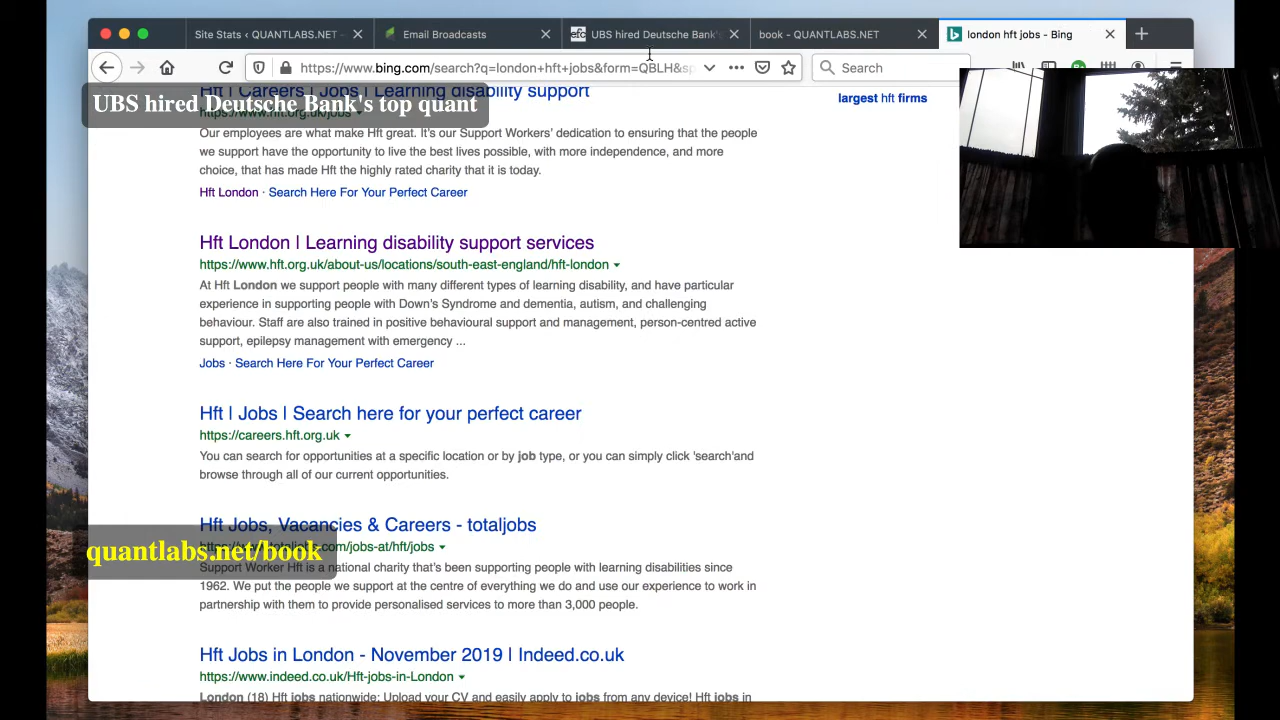 Site Stats ‹ QUANTLABS.NET -
Email Broadcasts
efc UBS hired Deutsche Bank's
book - QUANTLABS.NET
london hft jobs - Bing
https://www.bing.com/search?q=london+hft+jobs&form=QBLH&sp
Search
Hft | Careers | Jobs | Learning disability support
https://www.hft.org.uk/jobs
UBS hired Deutsche Bank's top quant
largest hft firms
Our employees are what make Hft great. It's our Support Workers' dedication to ensuring that the people
we support have the opportunity to live the best lives possible, with more independence, and more
choice, that has made Hft the highly rated charity that it is today.
Hft London · Search Here For Your Perfect Career
Hft London | Learning disability support services
https://www.hft.org.uk/about-us/locations/south-east-england/hft-london
At Hft London we support people with many different types of learning disability, and have particular
experience in supporting people with Down's Syndrome and dementia, autism, and challenging
behaviour. Staff are also trained in positive behavioural support and management, person-centred active
support, epilepsy management with emergency ...
Jobs · Search Here For Your Perfect Career
Hft | Jobs | Search here for your perfect career
https://careers.hft.org.uk
You can search for opportunities at a specific location or by job type, or you can simply click 'search'and
browse through all of our current opportunities.
Hft Jobs, Vacancies & Careers - totaljobs
.com/jobs-at/hft/jobs
quantlabs.net/book
Support Worker Hft is a national charity that's been supporting people with learning disabilities since
1962. We put the people we support at the centre of everything we do and use our experience to work in
partnership with them to provide personalised services to more than 3,000 people.
Hft Jobs in London - November 2019 | Indeed.co.uk
https://www.indeed.co.uk/Hft-jobs-in-London
London (18) Hft jobs nationwide; Upload your CV and easily apply to jobs from any device! Hft jobs in